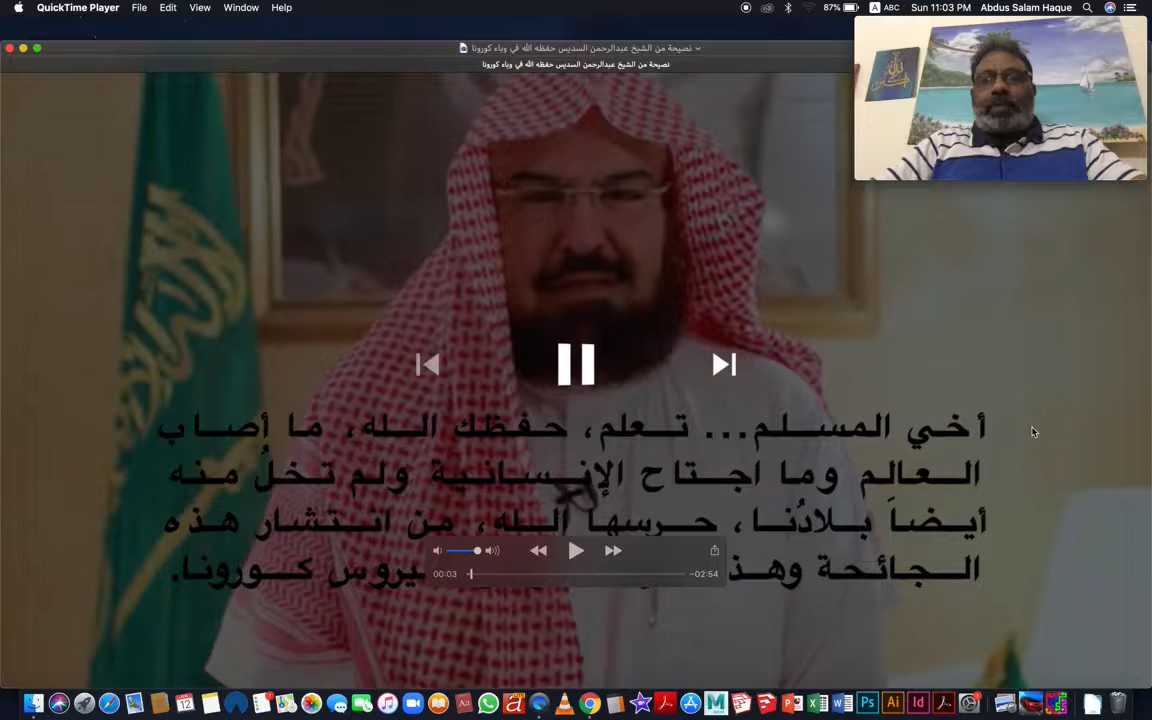 QuickTime Player File Edit View Window Help
87% A ABC Sun 11:03 PM Abdus Salam Haque
نصيحة من الشيخ عبدالرحمن السديس حفظه الله في وباء كورونا
نصيحة من الشيخ عبدالرحمن السديس حفظه الله في وباء كورونا
أخي المسلم... تعلم، حفظك الله، ما أصاب
العالم وما اجتاح الإنسانية ولم تخلُ منه
أيضاَ بلادُنا، حرسها الله، من انتشار هذه
الجائحة وهذ يروس كورونا.
00:03 -02:54